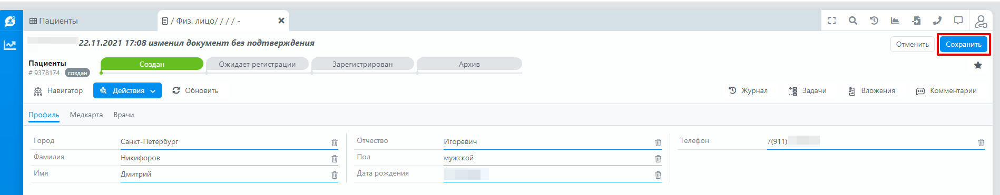 Пациенты
/ Физ. лицо/ / / / -
22.11.2021 17:08 изменил документ без подтверждения
Отменить
Сохранить
Пациенты
# 9378174 создан
Создан
Ожидает регистрации
Зарегистрирован
Архив
Навигатор
Действия
Обновить
Журнал
Задачи
Вложения
Комментарии
Профиль
Медкарта
Врачи
Город Санкт-Петербург
Фамилия Никифоров
Имя Дмитрий
Отчество Игоревич
Пол мужской
Дата рождения
Телефон 7(911)